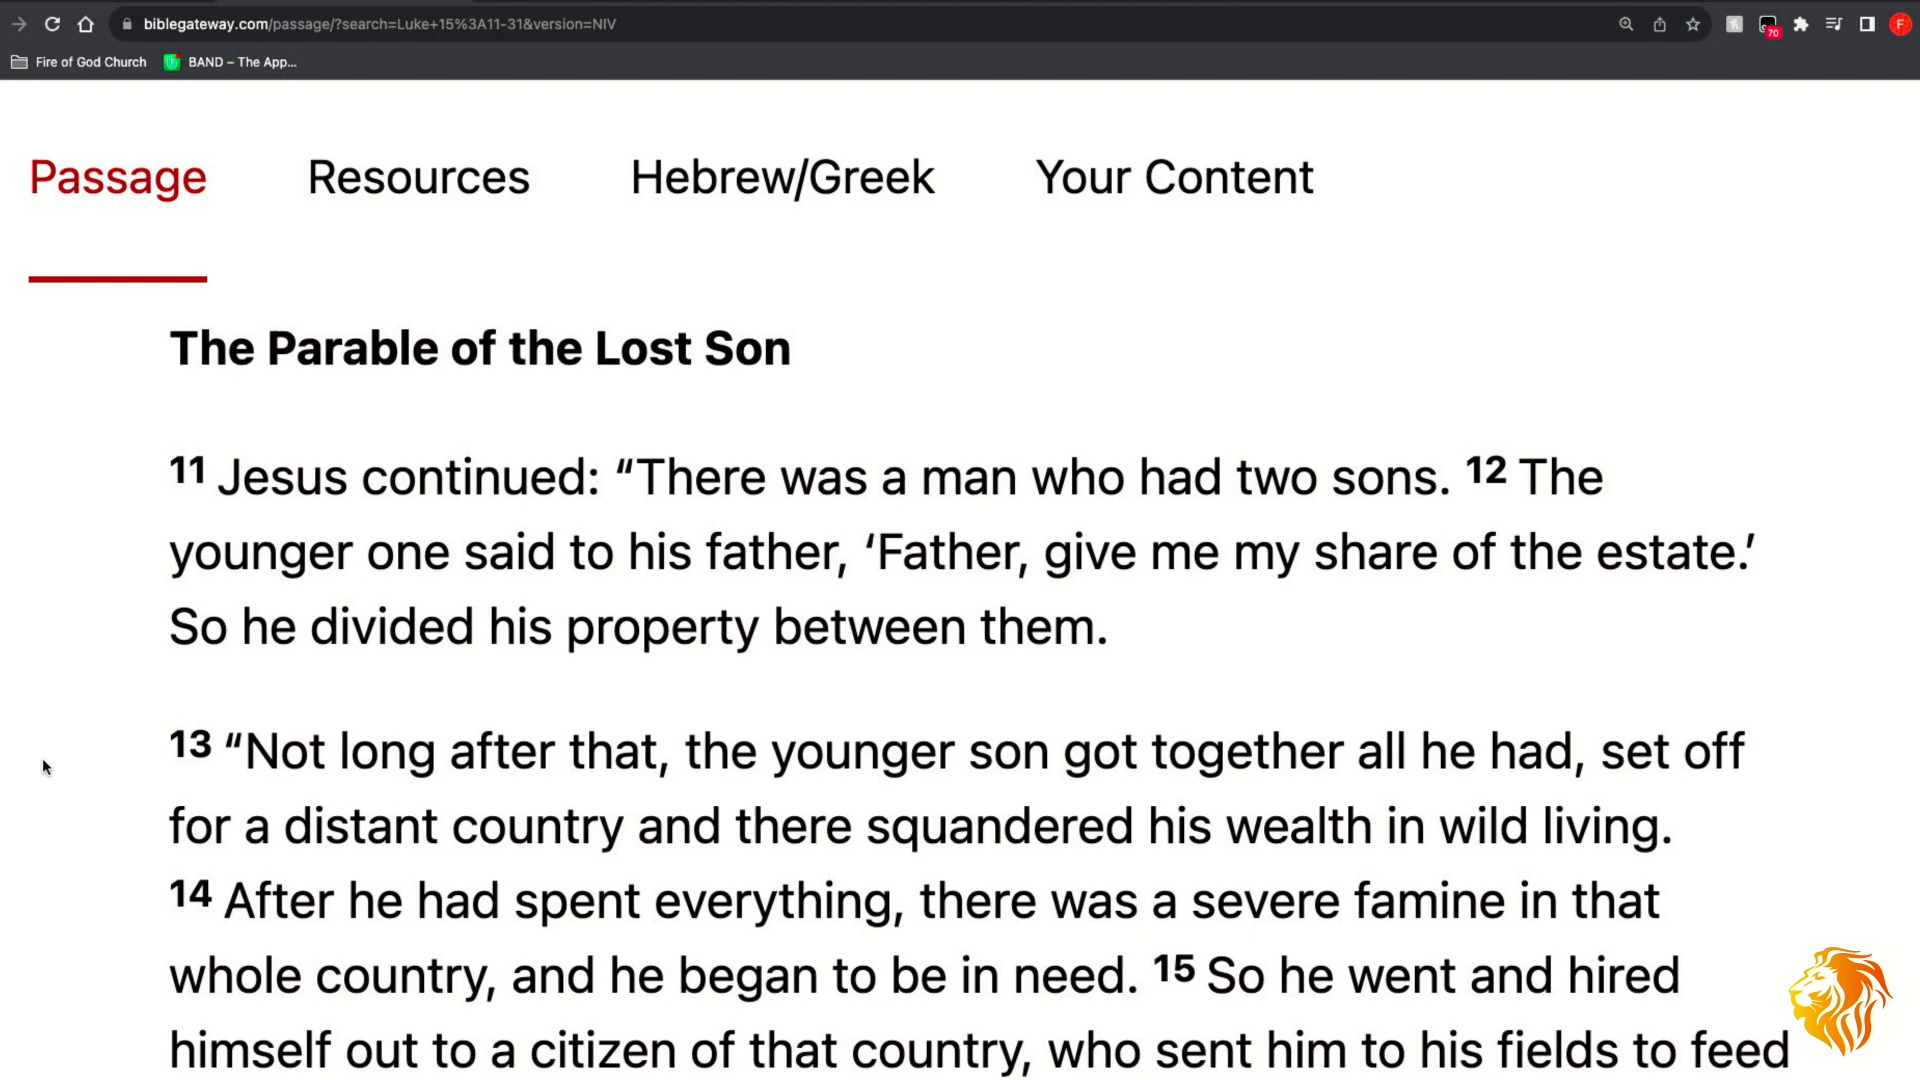 biblegateway.com/passage/?search=Luke+15%3A11-31&version=NIV
70
F
Fire of God Church
BAND – The App...
Passage
Resources
Hebrew/Greek
Your Content
The Parable of the Lost Son
11 Jesus continued: “There was a man who had two sons. 12 The
younger one said to his father, ‘Father, give me my share of the estate.’
So he divided his property between them.
13 “Not long after that, the younger son got together all he had, set off
for a distant country and there squandered his wealth in wild living.
14 After he had spent everything, there was a severe famine in that
whole country, and he began to be in need. 15 So he went and hired
himself out to a citizen of that country, who sent him to his fields to feed